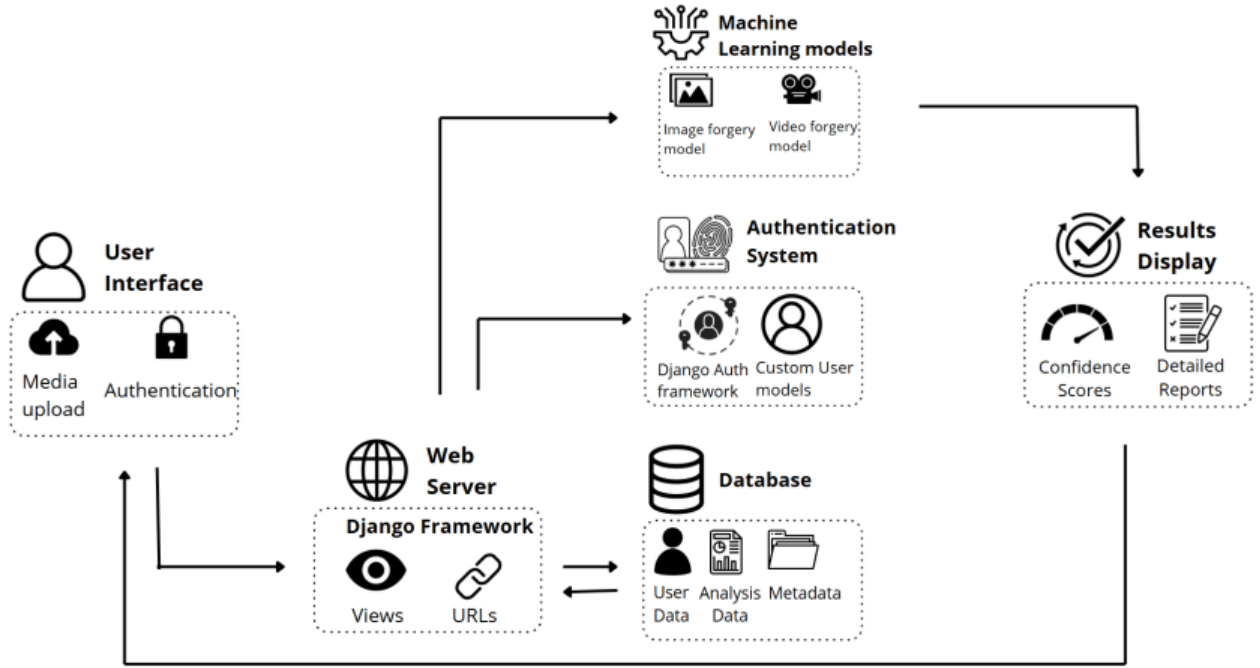 Machine
Learning models
Image forgery
model
Video forgery
model
User
Interface
Media
upload
Authentication
Authentication
System
Django Auth
framework
Custom User
models
Results
Display
Confidence
Scores
Detailed
Reports
Web
Server
Django Framework
Views
URLs
Database
User
Data
Analysis
Data
Metadata